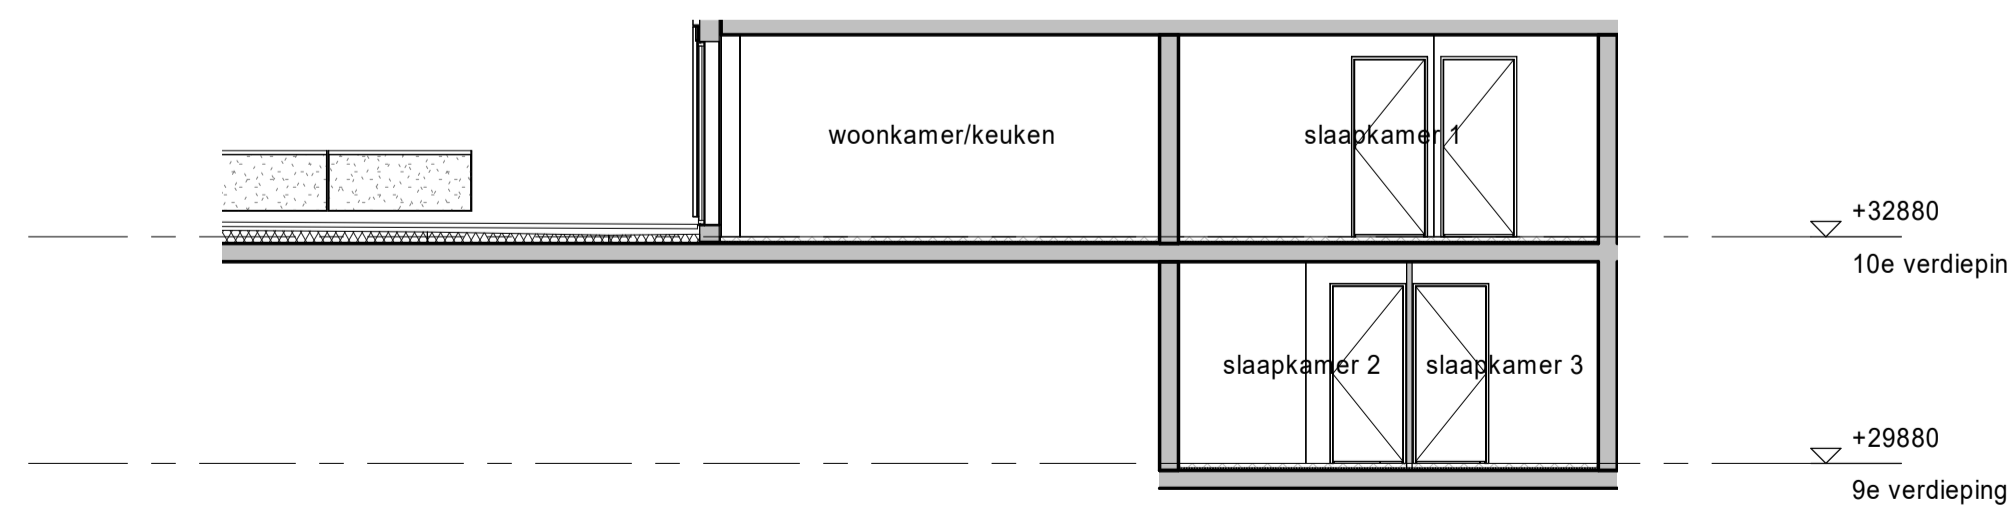 woonkamer/keuken
slaapkamer 1
+32880
10e verdiepin
slaapkamer 2
slaapkamer 3
+29880
9e verdieping